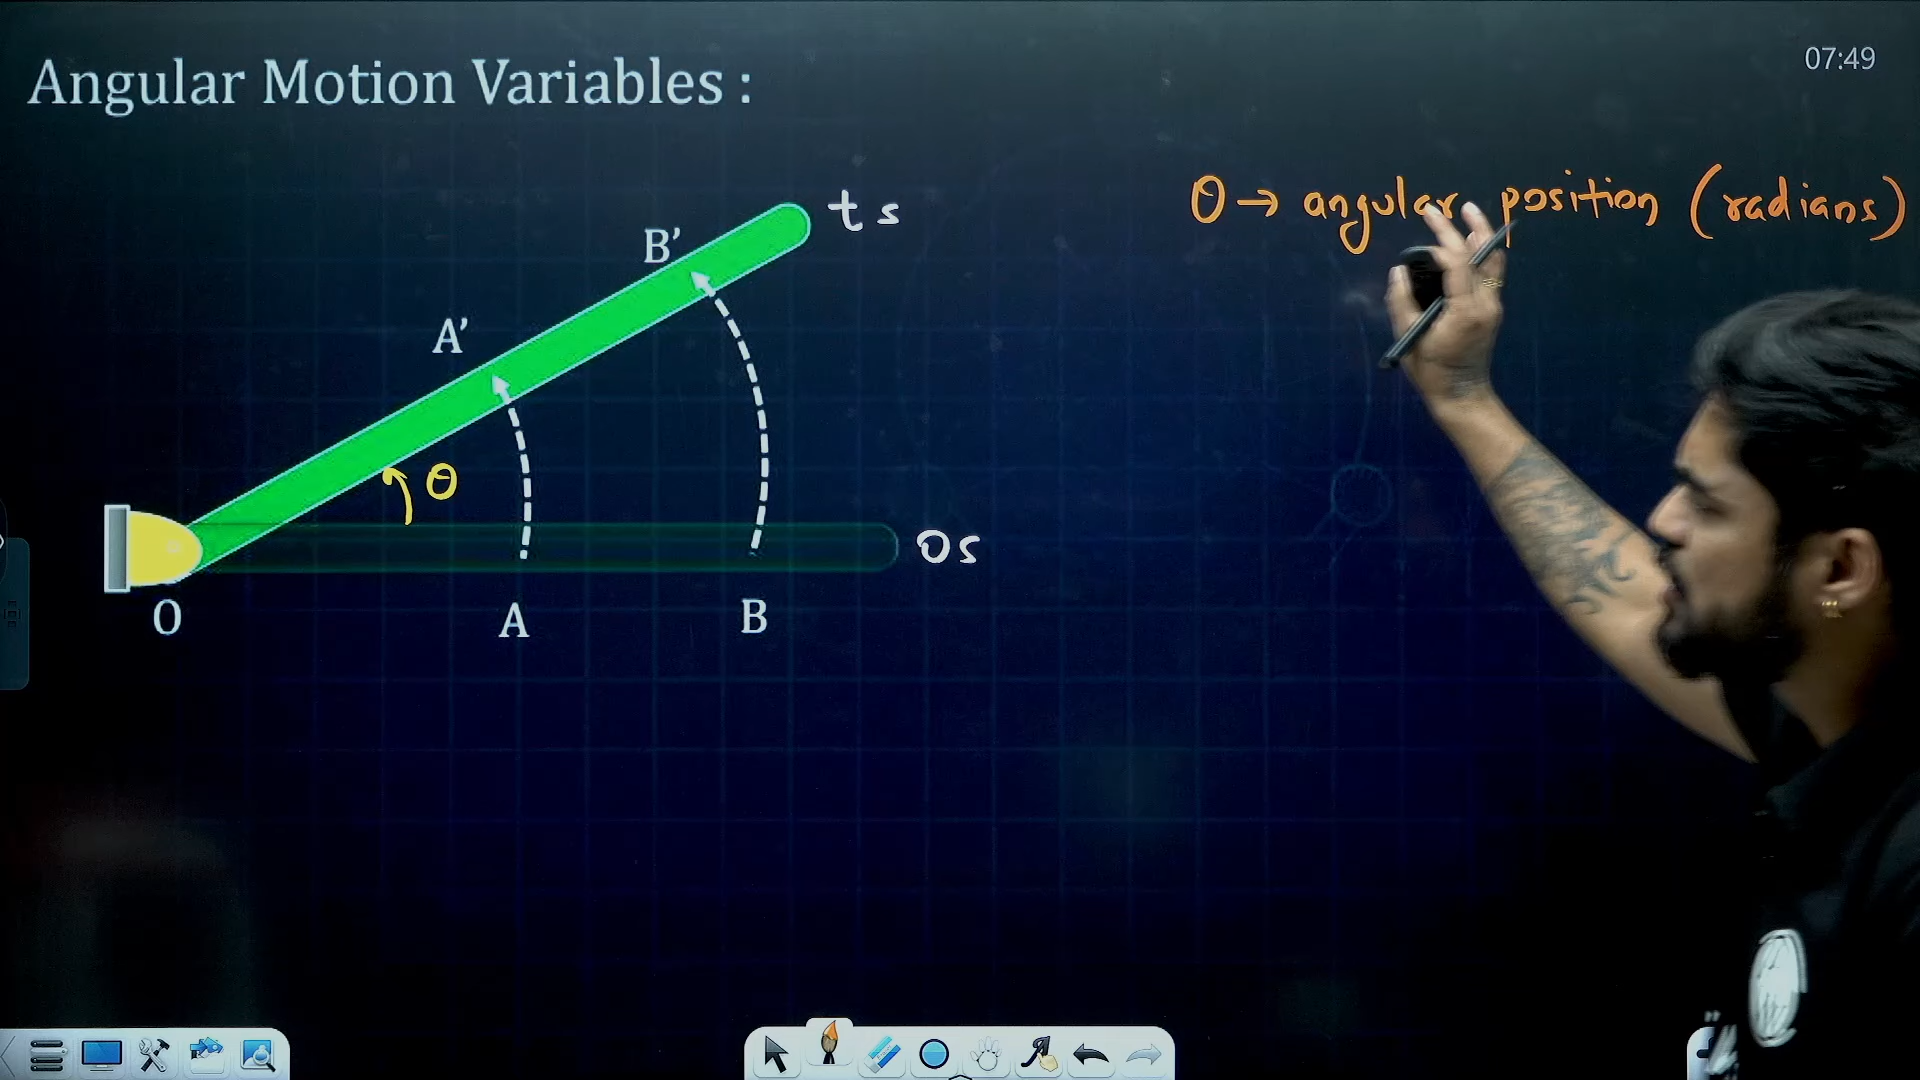 Angular Motion Variables :
07:49
θ → angular position (radians)
t s
B'
A'
θ
0 s
O
A
B